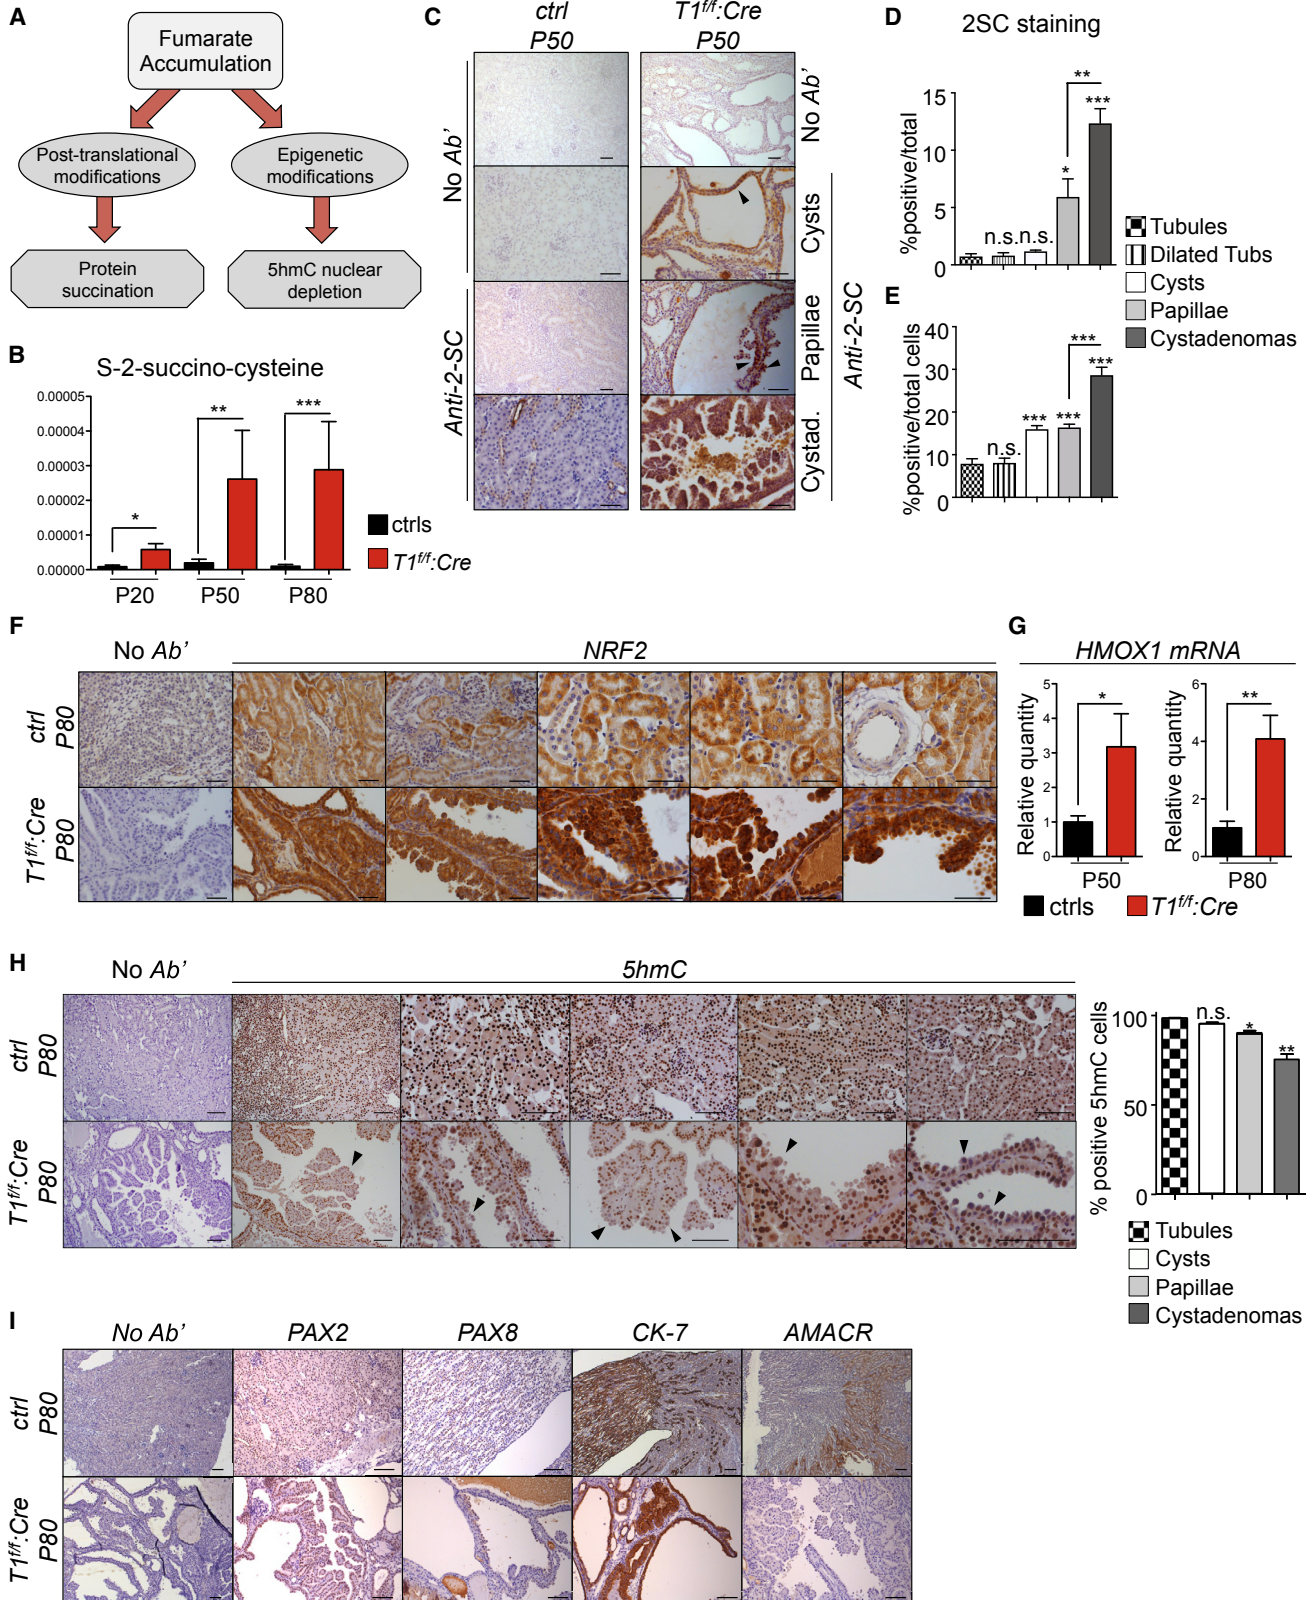 A
Fumarate
Accumulation
Post-translational
modifications
Epigenetic
modifications
Protein
succination
5hmC nuclear
depletion
B
S-2-succino-cysteine
0.00005
0.00004
0.00003
0.00002
0.00001
0.00000
*
**
***
P20
P50
P80
ctrls
T1f/f:Cre
C
ctrl
P50
T1f/f:Cre
P50
No Ab'
Anti-2-SC
No Ab'
Cysts
Papillae
Cystad.
Anti-2-SC
D
2SC staining
%positive/total
15
10
5
0
n.s.
n.s.
*
**
***
Tubules
Dilated Tubs
Cysts
Papillae
Cystadenomas
E
%positive/total cells
40
30
20
10
0
n.s.
***
***
***
***
F
No Ab'
NRF2
ctrl
P80
T1f/f:Cre
P80
G
HMOX1 mRNA
Relative quantity
5
4
3
2
1
0
*
P50
Relative quantity
6
4
2
0
**
P80
ctrls
T1f/f:Cre
H
No Ab'
5hmC
ctrl
P80
T1f/f:Cre
P80
% positive 5hmC cells
100
50
0
n.s.
*
**
Tubules
Cysts
Papillae
Cystadenomas
I
No Ab'
PAX2
PAX8
CK-7
AMACR
ctrl
P80
T1f/f:Cre
P80